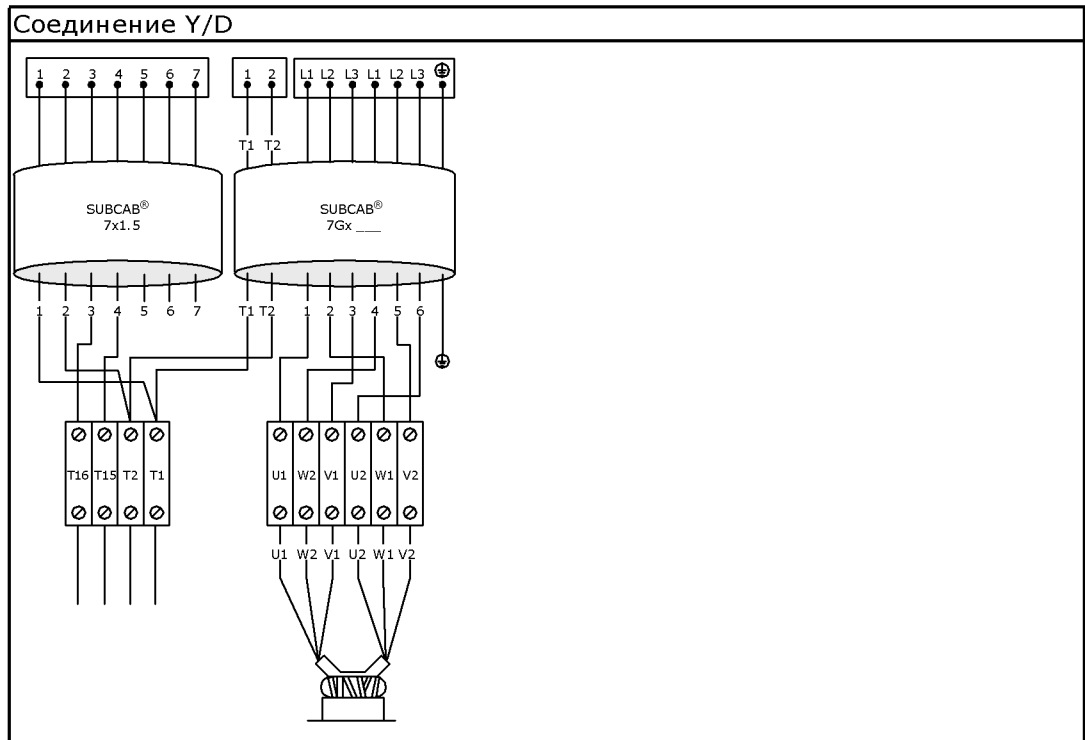 Соединение Y/D
1 2 3 4 5 6 7 1 2 L1 L2 L3 L1 L2 L3
T1 T2
SUBCAB® SUBCAB®
7x1.5 7Gx ___
1 2 3 4 5 6 7 T1 T2 1 2 3 4 5 6
T16 T15 T2 T1 U1 W2 V1 U2 W1 V2
U1 W2 V1 U2 W1 V2